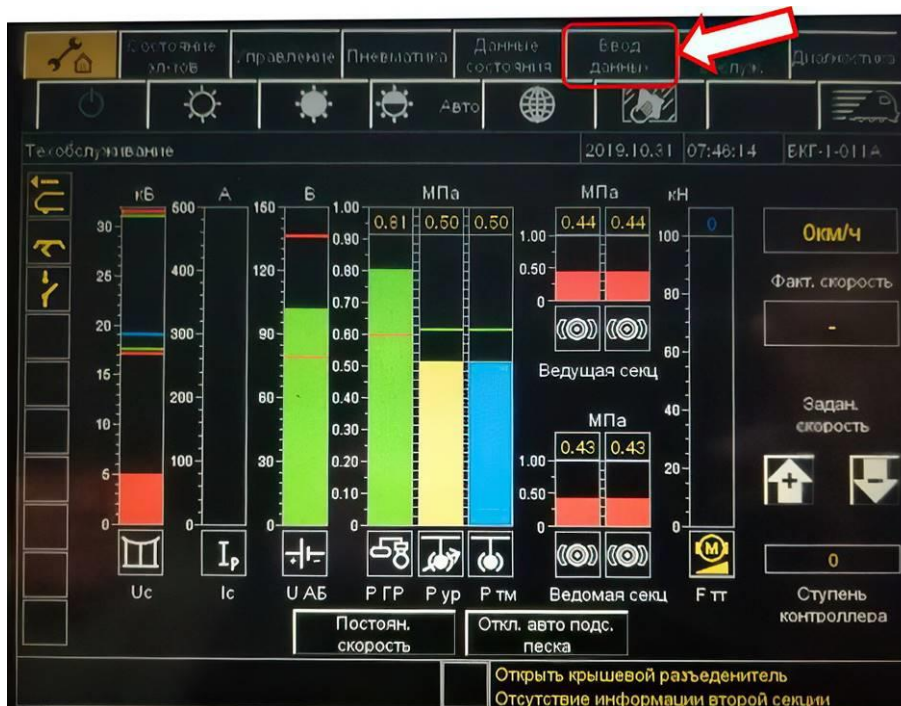 Состояние
эл-тов
Управление
Пневматика
Данные
состояния
Ввод
данных
Диагностика
Авто
Техобслуживание
2019.10.31
07:46:14
БКГ-1-011А
кВ
А
Б
МПа
МПа
кН
30
25
20
15
10
5
0
600
400
300
200
100
0
160
120
90
60
30
0
1.00
0.90
0.80
0.70
0.60
0.50
0.40
0.30
0.20
0.10
0
0.81
0.50
0.50
1.00
0.50
0
0.44
0.44
Ведущая секц
МПа
1.00
0.50
0
0.43
0.43
100
80
60
40
20
0
0
0км/ч
Факт. скорость
-
Задан.
скорость
+
-
0
Ступень
контроллера
Iр
М
Uc
Ic
U АБ
Р ГР
Р ур
Р тм
Ведомая секц
F тт
Постоян.
скорость
Откл. авто подс.
песка
Открыть крышевой разъеденитель
Отсутствие информации второй секции